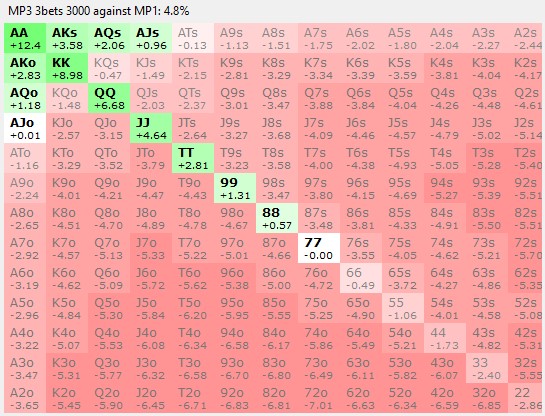 MP3 3bets 3000 against MP1: 4.8%
AA AKs AQs AJs ATs A9s A8s A7s A6s A5s A4s A3s A2s
+12.4 +3.58 +2.06 +0.96 -0.13 -1.13 -1.51 -1.75 -2.02 -1.80 -2.04 -2.27 -2.44
AKo KK KQs KJs KTs K9s K8s K7s K6s K5s K4s K3s K2s
+2.83 +8.98 -0.47 -1.49 -2.15 -2.81 -3.29 -3.34 -3.39 -3.59 -3.81 -4.04 -4.17
AQo KQo QQ QJs QTs Q9s Q8s Q7s Q6s Q5s Q4s Q3s Q2s
+1.18 -1.48 +6.68 -2.03 -2.37 -3.01 -3.47 -3.88 -3.84 -4.04 -4.26 -4.48 -4.61
AJo KJo QJo JJ JTs J9s J8s J7s J6s J5s J4s J3s J2s
+0.01 -2.57 -3.15 +4.64 -2.64 -3.27 -3.68 -4.09 -4.46 -4.57 -4.79 -5.02 -5.14
ATo KTo QTo JTo TT T9s T8s T7s T6s T5s T4s T3s T2s
-1.16 -3.29 -3.52 -3.79 +2.81 -3.23 -3.58 -4.00 -4.38 -4.93 -5.05 -5.28 -5.40
A9o K9o Q9o J9o T9o 99 98s 97s 96s 95s 94s 93s 92s
-2.24 -4.01 -4.21 -4.47 -4.43 +1.31 -3.47 -3.80 -4.15 -4.69 -5.27 -5.39 -5.51
A8o K8o Q8o J8o T8o 98o 88 87s 86s 85s 84s 83s 82s
-2.65 -4.51 -4.70 -4.89 -4.78 -4.67 +0.57 -3.48 -3.81 -4.33 -4.91 -5.50 -5.51
A7o K7o Q7o J7o T7o 97o 87o 77 76s 75s 74s 73s 72s
-2.92 -4.57 -5.13 -5.33 -5.22 -5.01 -4.66 -0.00 -3.55 -4.05 -4.62 -5.21 -5.70
A6o K6o Q6o J6o T6o 96o 86o 76o 66 65s 64s 63s 62s
-3.19 -4.62 -5.09 -5.72 -5.62 -5.38 -5.00 -4.72 -0.49 -3.72 -4.27 -4.86 -5.35
A5o K5o Q5o J5o T5o 95o 85o 75o 65o 55 54s 53s 52s
-2.96 -4.84 -5.30 -5.84 -6.20 -5.95 -5.55 -5.25 -4.90 -1.06 -4.01 -4.58 -5.08
A4o K4o Q4o J4o T4o 94o 84o 74o 64o 54o 44 43s 42s
-3.22 -5.07 -5.53 -6.08 -6.34 -6.58 -6.17 -5.86 -5.49 -5.21 -1.73 -4.82 -5.31
A3o K3o Q3o J3o T3o 93o 83o 73o 63o 53o 43o 33 32s
-3.47 -5.31 -5.77 -6.32 -6.58 -6.70 -6.80 -6.49 -6.11 -5.82 -6.07 -2.40 -5.55
A2o K2o Q2o J2o T2o 92o 82o 72o 62o 52o 42o 32o 22
-3.65 -5.45 -5.90 -6.45 -6.71 -6.83 -6.81 -7.01 -6.63 -6.34 -6.59 -6.85 -2.86